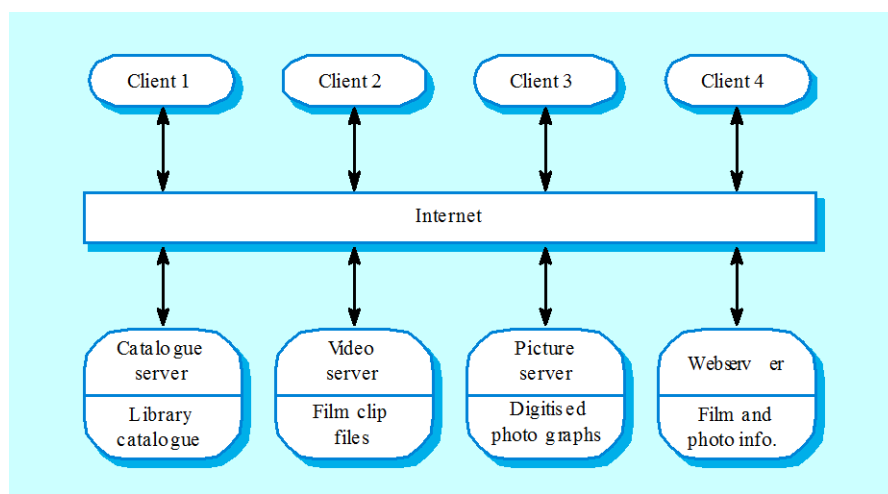 Client 1
Client 2
Client 3
Client 4
Internet
Catalogue
server
Library
catalogue
Video
server
Film clip
files
Picture
server
Digitised
photo graphs
Webserv er
Film and
photo info.